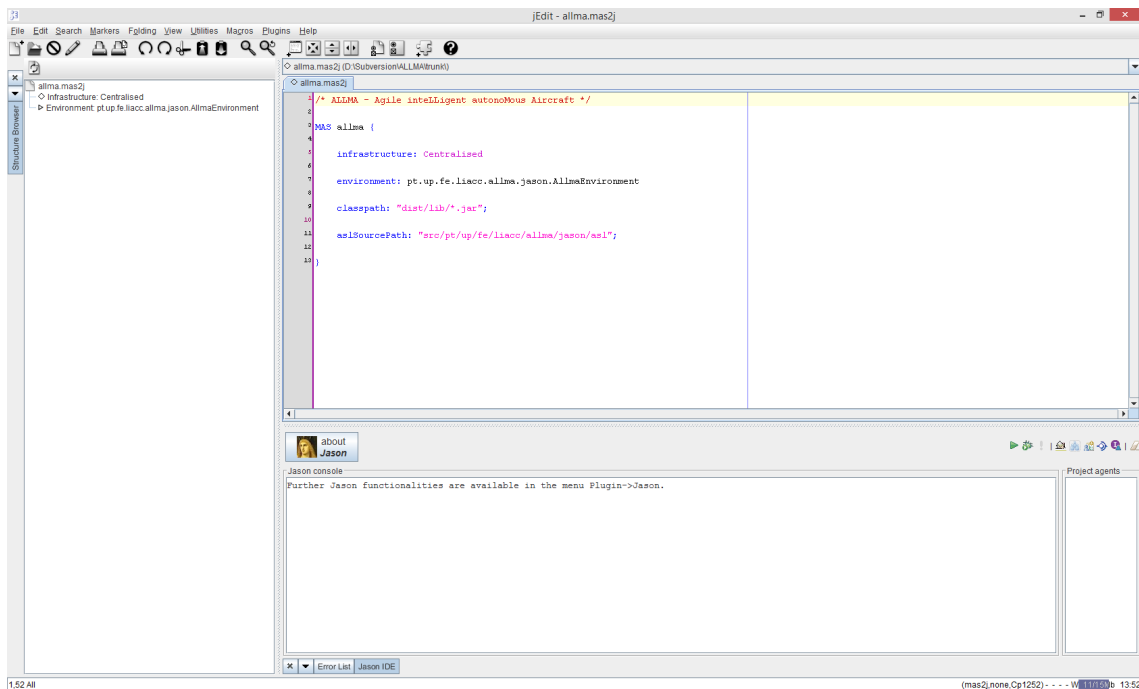 jEdit - allma.mas2j
File Edit Search Markers Folding View Utilities Macros Plugins Help
allma.mas2j (D:\Subversion\ALLMA\trunk\)
allma.mas2j
Structure Browser
allma.mas2j
Infrastructure: Centralised
Environment: pt.up.fe.liacc.allma.jason.AllmaEnvironment
1 /* ALLMA - Agile inteLLigent autonoMous Aircraft */
2
3 MAS allma {
4
5 infrastructure: Centralised
6
7 environment: pt.up.fe.liacc.allma.jason.AllmaEnvironment
8
9 classpath: "dist/lib/*.jar";
10
11 aslSourcePath: "src/pt/up/fe/liacc/allma/jason/asl";
12
13 }
about
Jason
Jason console
Project agents
Further Jason functionalities are available in the menu Plugin->Jason.
Error List Jason IDE
1,52 All
(mas2j,none,Cp1252) - - - - W 11/15Mb 13:52